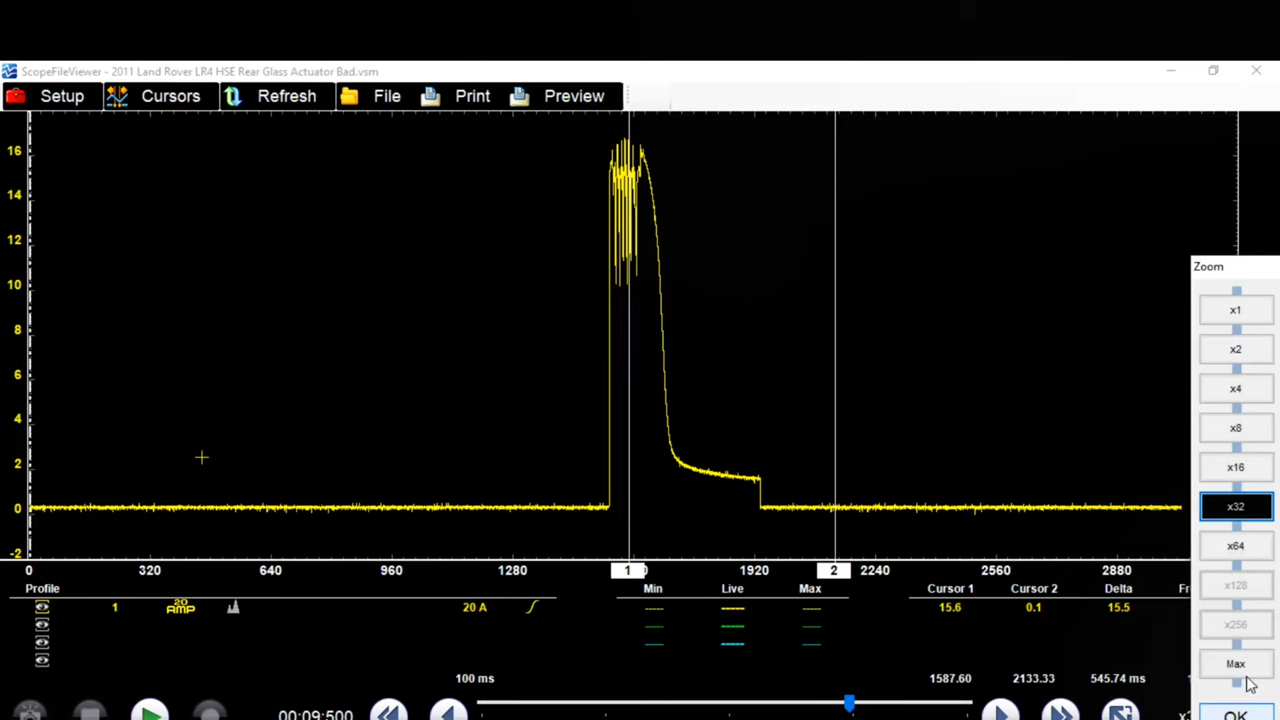 ScopeFileViewer - 2011 Land Rover LR4 HSE Rear Glass Actuator Bad.vsm
Setup Cursors Refresh File Print Preview
16
14
12
10
8
6
4
2
0
-2
0 320 640 960 1280 1 1920 2 2240 2560 2880
Profile Min Live Max Cursor 1 Cursor 2 Delta
1 20 AMP 20 A 15.6 0.1 15.5
100 ms 1587.60 2133.33 545.74 ms
00:09:500
Zoom
x1
x2
x4
x8
x16
x32
x64
x128
x256
Max
OK